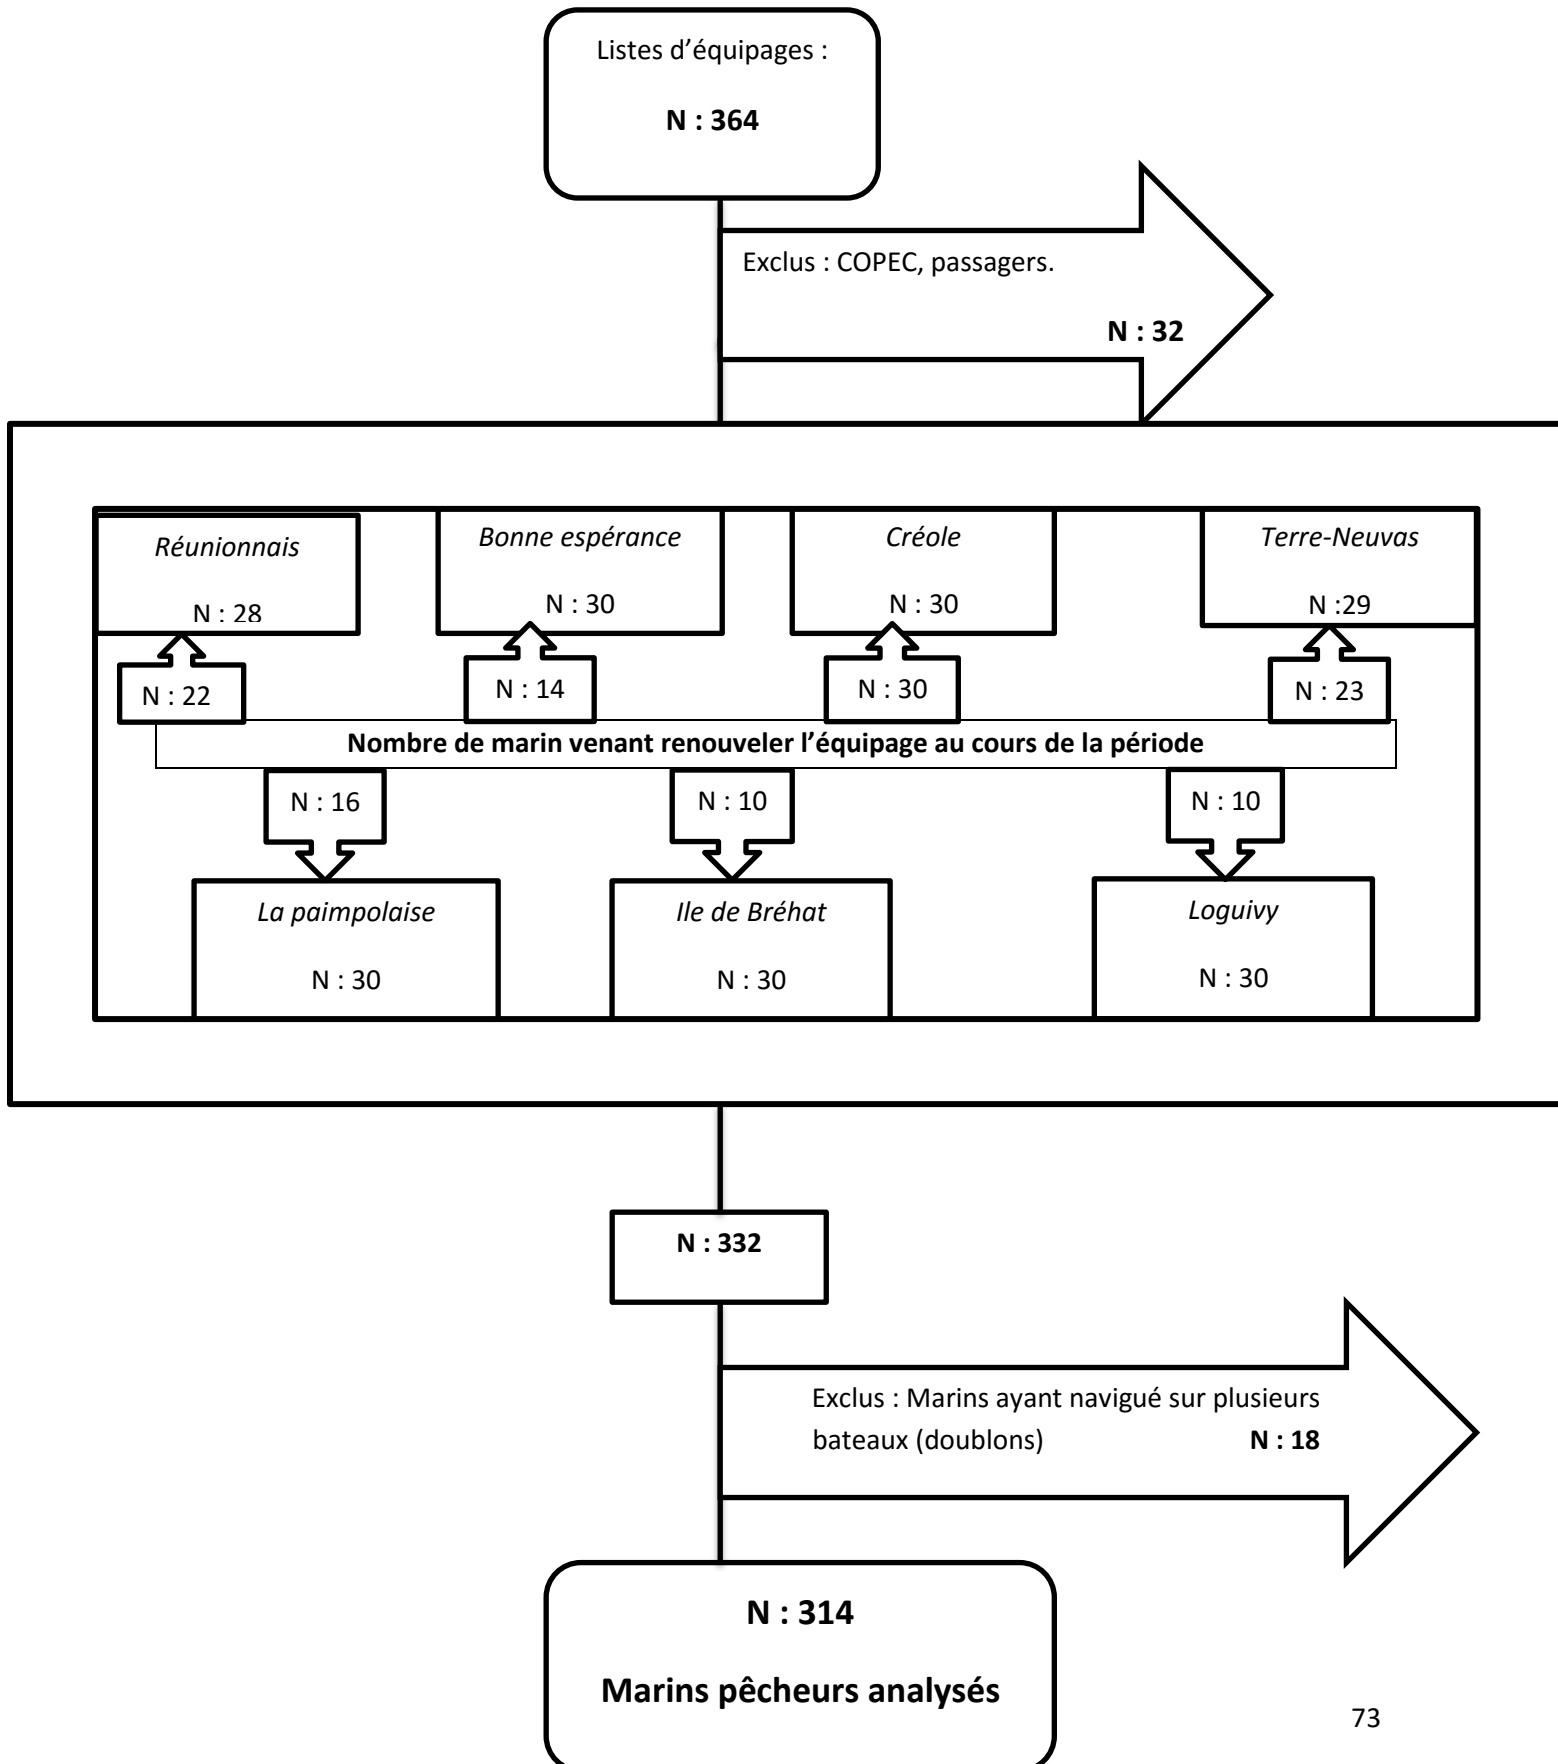 Listes d’équipages :
N : 364
Exclus : COPEC, passagers.
N : 32
Réunionnais
N : 28
Bonne espérance
N : 30
Créole
N : 30
Terre-Neuvas
N :29
N : 22
N : 14
N : 30
N : 23
Nombre de marin venant renouveler l’équipage au cours de la période
N : 16
N : 10
N : 10
La paimpolaise
N : 30
Ile de Bréhat
N : 30
Loguivy
N : 30
N : 332
Exclus : Marins ayant navigué sur plusieurs
bateaux (doublons) N : 18
N : 314
Marins pêcheurs analysés
73